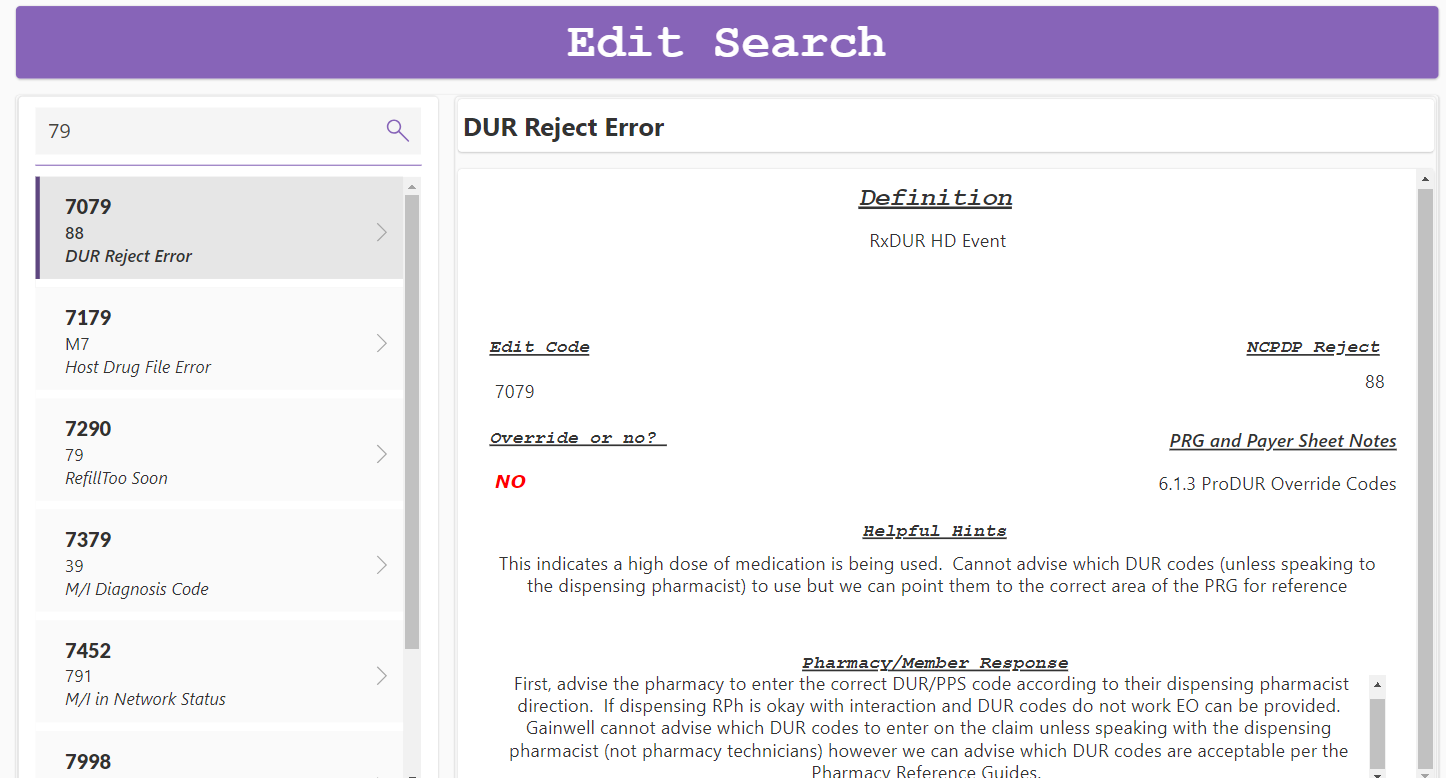 Edit Search
79
7079
88
DUR Reject Error
7179
M7
Host Drug File Error
7290
79
RefillToo Soon
7379
39
M/I Diagnosis Code
7452
791
M/I in Network Status
7998
DUR Reject Error
Definition
RxDUR HD Event
Edit Code
NCPDP Reject
7079
88
Override or no?
PRG and Payer Sheet Notes
NO
6.1.3 ProDUR Override Codes
Helpful Hints
This indicates a high dose of medication is being used.  Cannot advise which DUR codes (unless speaking to
the dispensing pharmacist) to use but we can point them to the correct area of the PRG for reference
Pharmacy/Member Response
First, advise the pharmacy to enter the correct DUR/PPS code according to their dispensing pharmacist
direction.  If dispensing RPh is okay with interaction and DUR codes do not work EO can be provided.
Gainwell cannot advise which DUR codes to enter on the claim unless speaking with the dispensing
pharmacist (not pharmacy technicians) however we can advise which DUR codes are acceptable per the
Pharmacy Reference Guides.